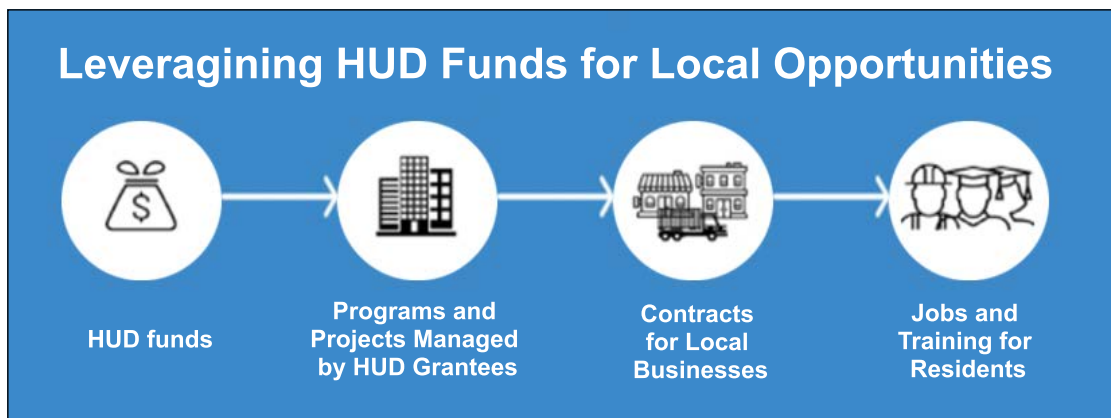 Leveragining HUD Funds for Local Opportunities
$
HUD funds
Programs and
Projects Managed
by HUD Grantees
Contracts
for Local
Businesses
Jobs and
Training for
Residents